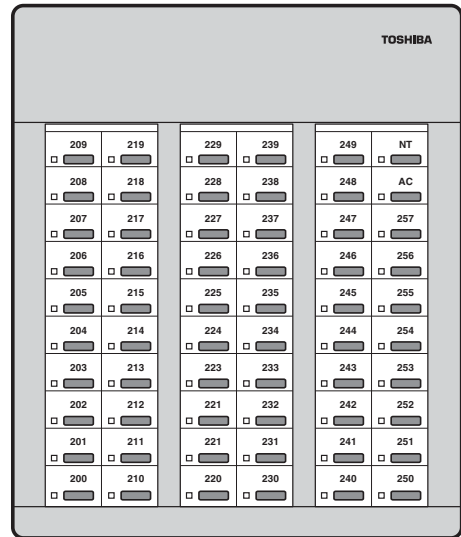 TOSHIBA
209 219 229 239 249 NT
208 218 228 238 248 AC
207 217 227 237 247 257
206 216 226 236 246 256
205 215 225 235 245 255
204 214 224 234 244 254
203 213 223 233 243 253
202 212 221 232 242 252
201 211 221 231 241 251
200 210 220 230 240 250